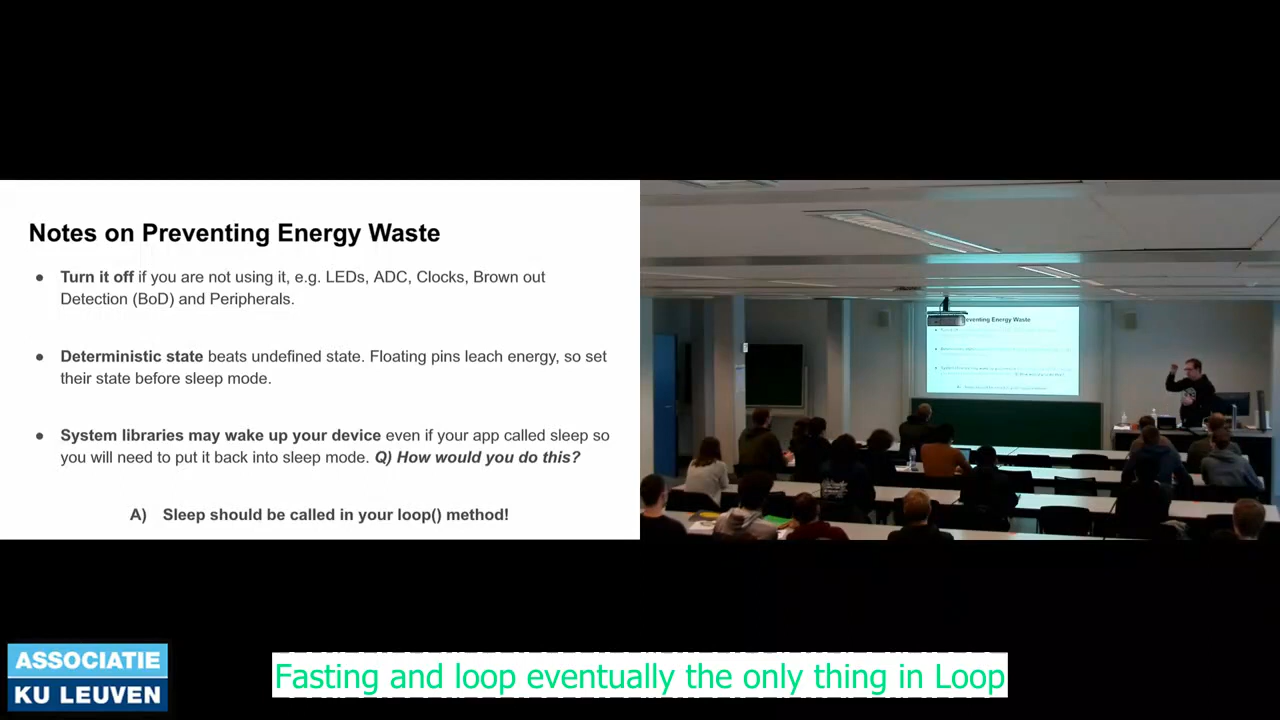 Notes on Preventing Energy Waste
● Turn it off if you are not using it, e.g. LEDs, ADC, Clocks, Brown out
Detection (BoD) and Peripherals.
● Deterministic state beats undefined state. Floating pins leach energy, so set
their state before sleep mode.
● System libraries may wake up your device even if your app called sleep so
you will need to put it back into sleep mode. Q) How would you do this?
A) Sleep should be called in your loop() method!
eventing Energy Waste
ASSOCIATIE
KU LEUVEN
Fasting and loop eventually the only thing in Loop